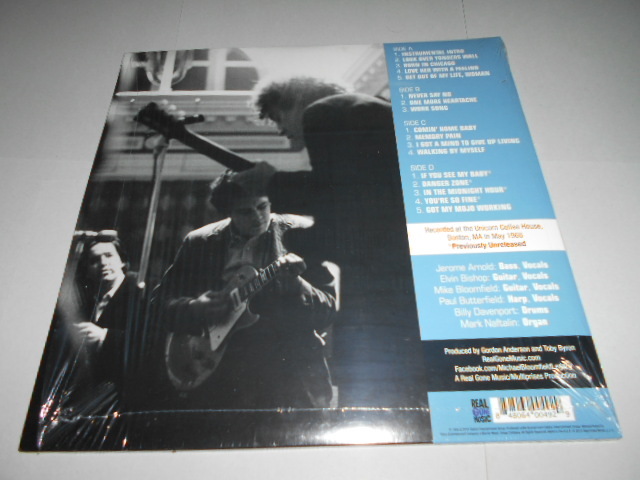 SIDE A
1. INSTRUMENTAL INTRO
2. LOOK OVER YONDERS WALL
3. BORN IN CHICAGO
4. LOVE HER WITH A FEELING
5. GET OUT OF MY LIFE, WOMAN
SIDE B
1. NEVER SAY NO
2. ONE MORE HEARTACHE
3. WORK SONG
SIDE C
1. COMIN' HOME BABY
2. MEMORY PAIN
3. I GOT A MIND TO GIVE UP LIVING
4. WALKING BY MYSELF
SIDE D
1. IF YOU SEE MY BABY*
2. DANGER ZONE*
3. IN THE MIDNIGHT HOUR*
4. YOU'RE SO FINE*
5. GOT MY MOJO WORKING
Recorded at the Unicorn Coffee House,
Boston, MA in May 1966
*Previously Unreleased
Jerome Arnold: Bass, Vocals
Elvin Bishop: Guitar, Vocals
Mike Bloomfield: Guitar, Vocals
Paul Butterfield: Harp, Vocals
Billy Davenport: Drums
Mark Naftalin: Organ
Produced by Gordon Anderson and Toby Byron
RealGoneMusic.com
Facebook.com/MichaelBloomfieldLegacy
A Real Gone Music/Multiprises Production
REAL
GONE
MUSIC
8 48064 00492 9